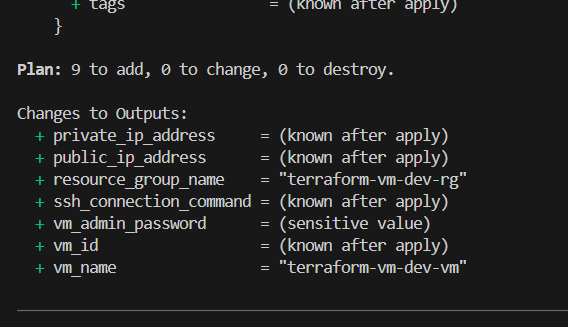 + tags = (known after apply)
}
Plan: 9 to add, 0 to change, 0 to destroy.
Changes to Outputs:
+ private_ip_address = (known after apply)
+ public_ip_address = (known after apply)
+ resource_group_name = "terraform-vm-dev-rg"
+ ssh_connection_command = (known after apply)
+ vm_admin_password = (sensitive value)
+ vm_id = (known after apply)
+ vm_name = "terraform-vm-dev-vm"